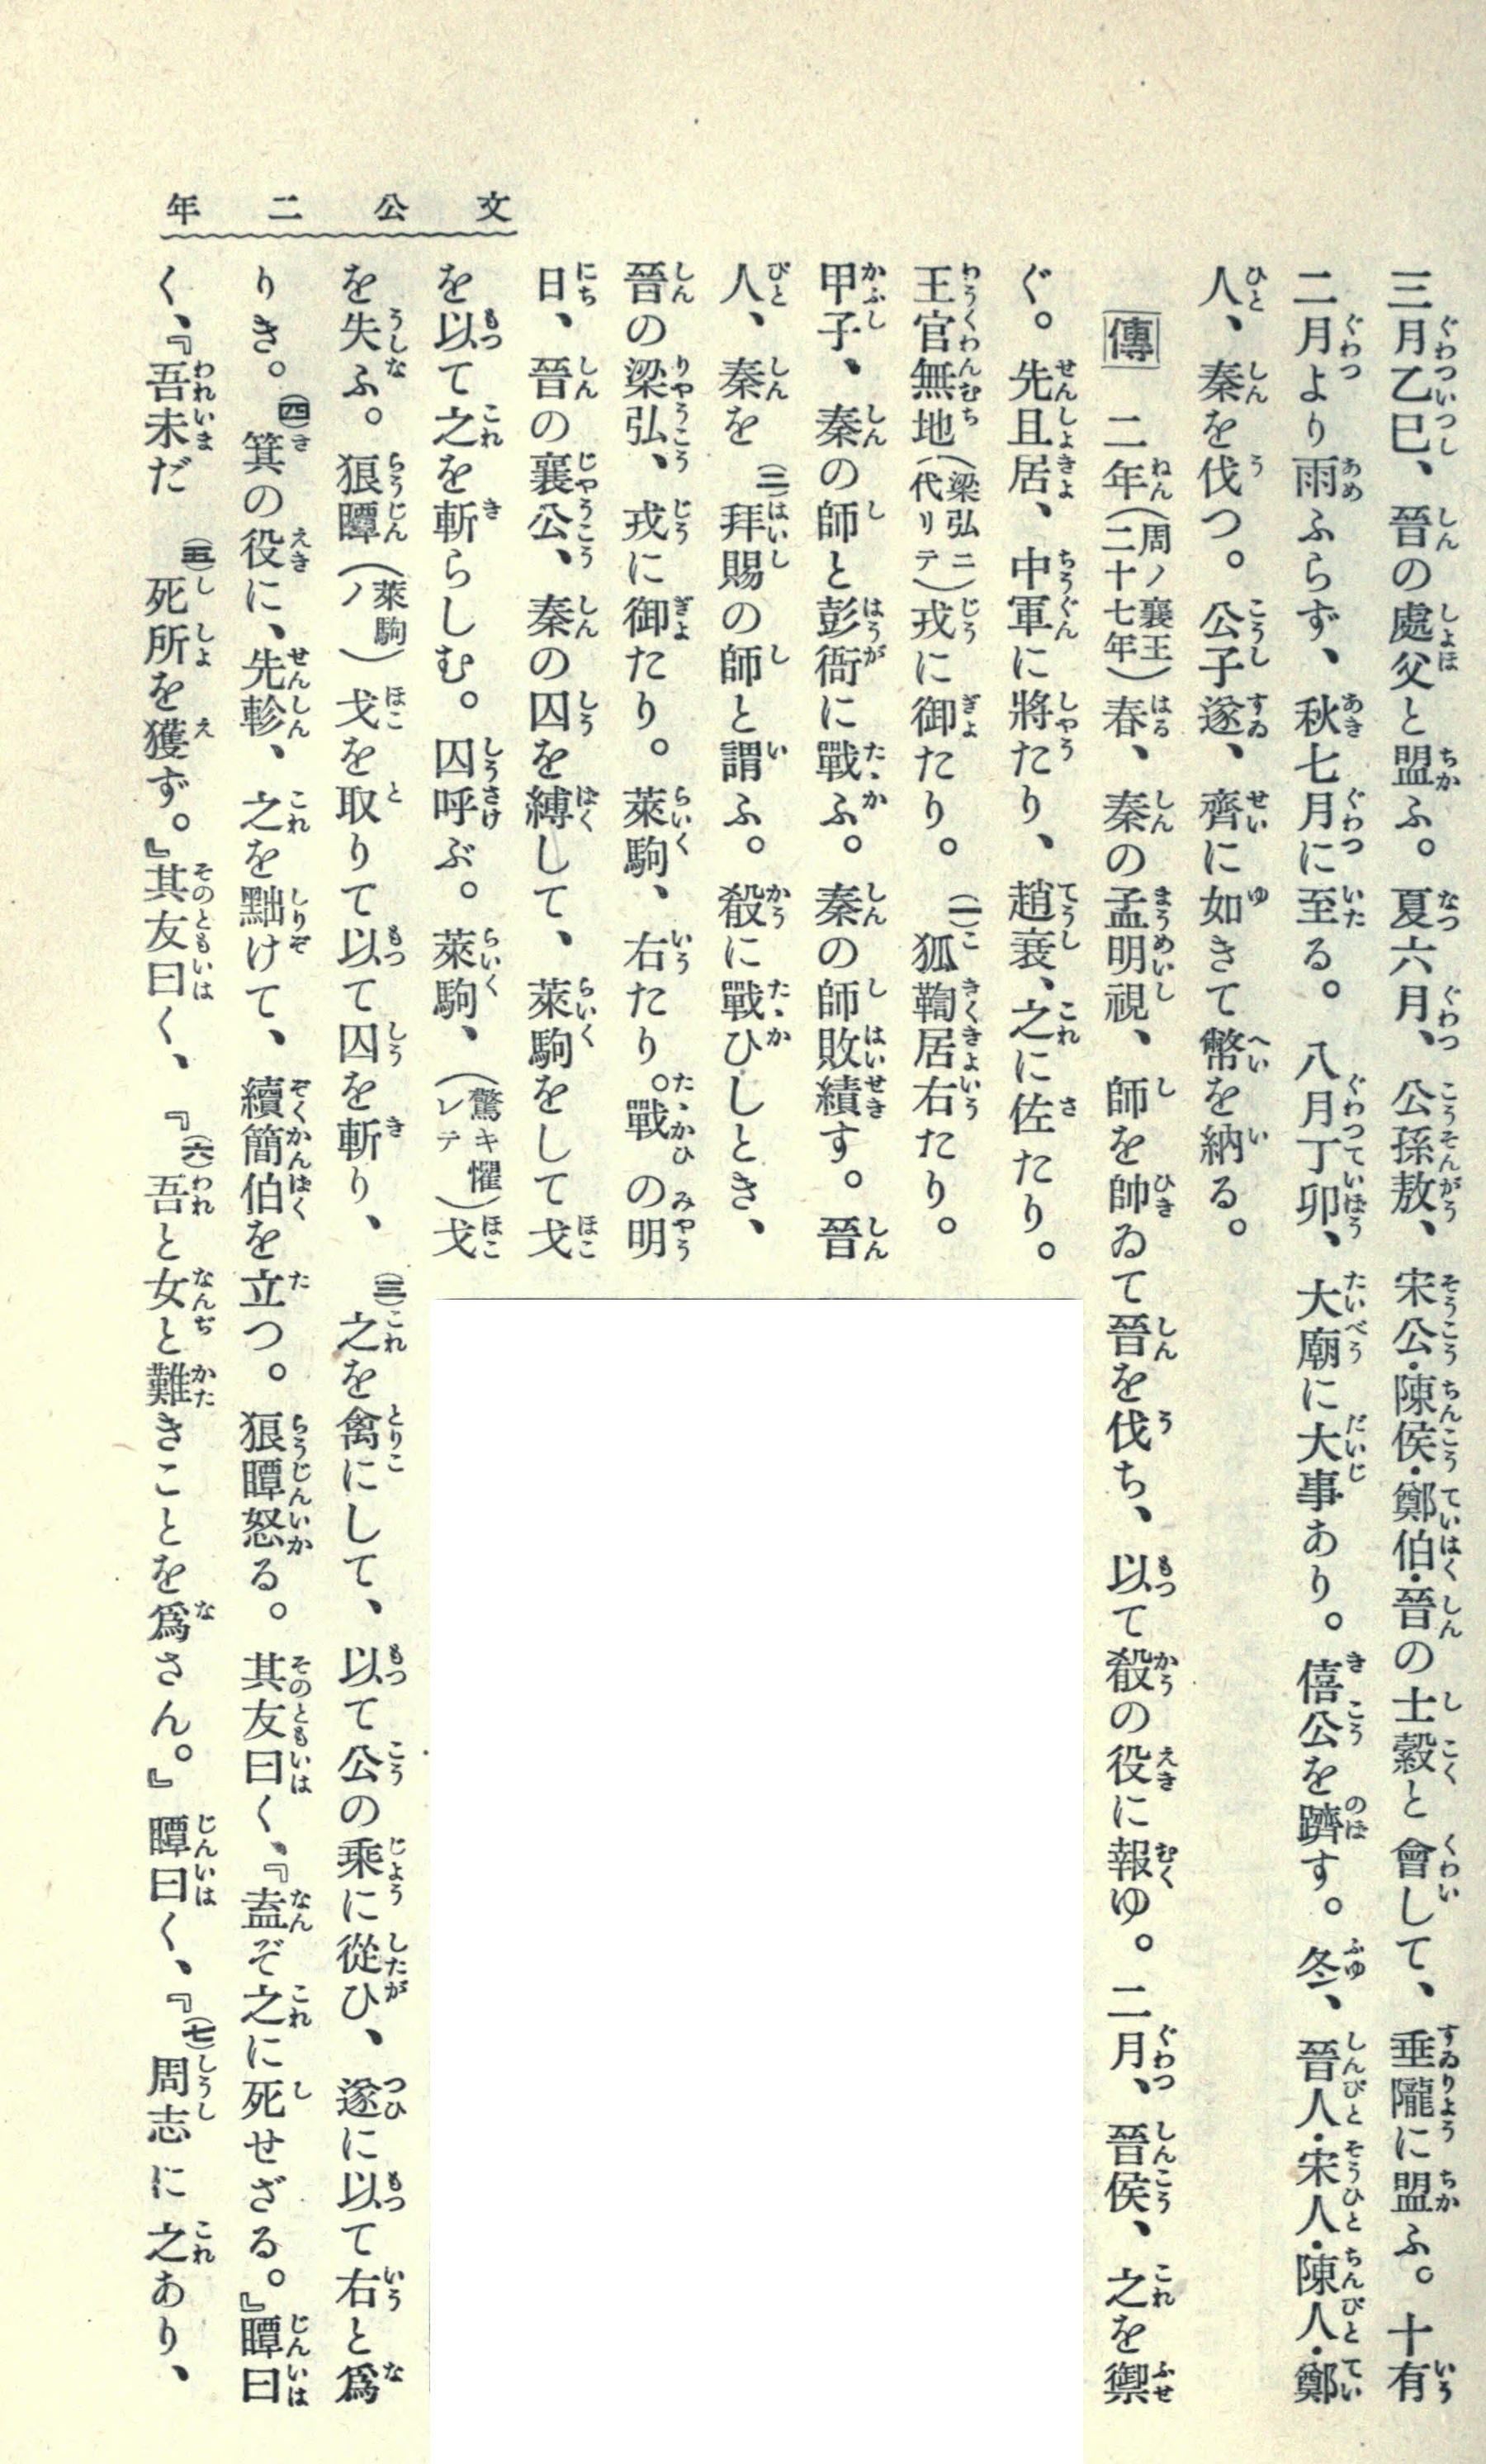 文公二年
三月乙巳、晉の處父と盟ふ。夏六月、公孫敖、宋公・陳侯・鄭伯・晉の士縠と會して、垂隴に盟ふ。十有
二月より雨ふらず、秋七月に至る。八月丁卯、大廟に大事あり。僖公を躋す。冬、晉人・宋人・陳人・鄭
人、秦を伐つ。公子遂、齊に如きて幣を納る。
傳 二年(周ノ襄王二十七年)春、秦の孟明視、師を帥ゐて晉を伐ち、以て殽の役に報ゆ。二月、晉侯、之を禦
ぐ。先且居、中軍に將たり、趙衰、之に佐たり。
王官無地(梁弘ニ代リテ)戎に御たり。(一)狐鞫居右たり。
甲子、秦の師と彭衙に戰ふ。秦の師敗績す。晉
人、秦を(二)拜賜の師と謂ふ。殽に戰ひしとき、
晉の梁弘、戎に御たり。萊駒、右たり。戰の明
日、晉の襄公、秦の囚を縛して、萊駒をして戈
を以て之を斬らしむ。囚呼ぶ。萊駒、(驚キ懼レテ)戈
を失ふ。狼瞫(萊駒ノ)戈を取りて以て囚を斬り、(三)之を禽にして、以て公の乘に從ひ、遂に以て右と爲
りき。(四)箕の役に、先軫、之を黜けて、續簡伯を立つ。狼瞫怒る。其友曰く、『盍ぞ之に死せざる。』瞫曰
く、『吾未だ(五)死所を獲ず。』其友曰く、『(六)吾と女と難きことを爲さん。』瞫曰く、『(七)周志に之あり、